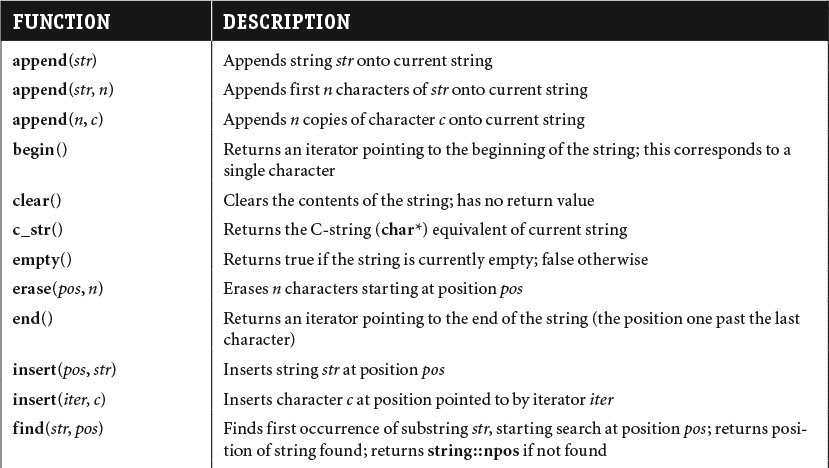 FUNCTION DESCRIPTION
append(str) Appends string str onto current string
append(str, n) Appends first n characters of str onto current string
append(n, c) Appends n copies of character c onto current string
begin() Returns an iterator pointing to the beginning of the string; this corresponds to a
single character
clear() Clears the contents of the string; has no return value
c_str() Returns the C-string (char*) equivalent of current string
empty() Returns true if the string is currently empty; false otherwise
erase(pos, n) Erases n characters starting at position pos
end() Returns an iterator pointing to the end of the string (the position one past the last
character)
insert(pos, str) Inserts string str at position pos
insert(iter, c) Inserts character c at position pointed to by iterator iter
find(str, pos) Finds first occurrence of substring str, starting search at position pos; returns posi-
tion of string found; returns string::npos if not found